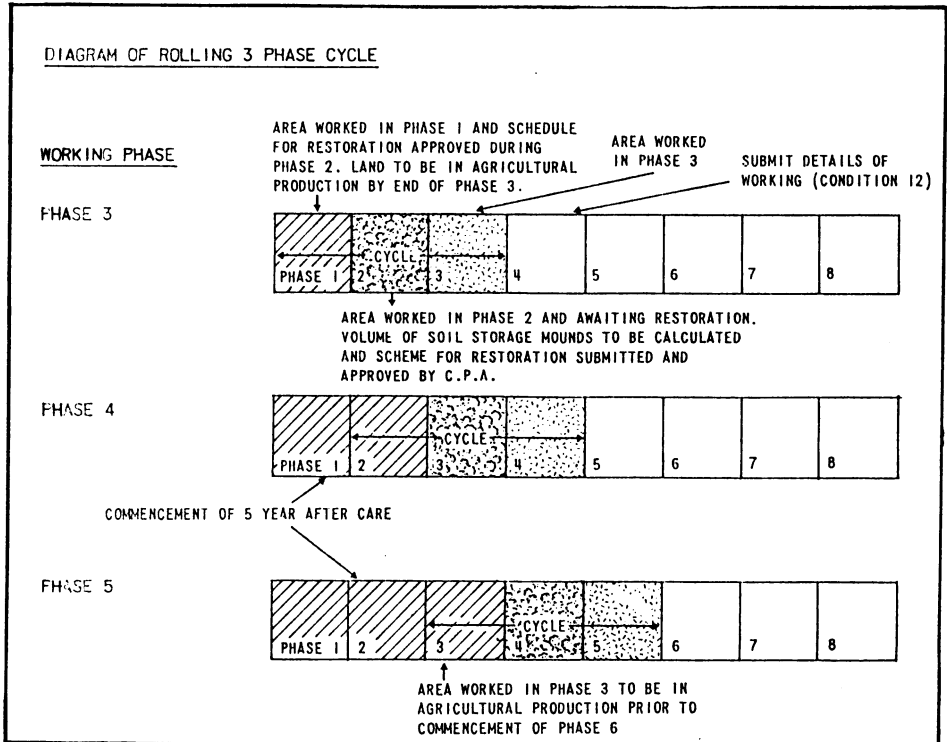 DIAGRAM OF ROLLING 3 PHASE CYCLE
WORKING PHASE
AREA WORKED IN PHASE 1 AND SCHEDULE
FOR RESTORATION APPROVED DURING
PHASE 2. LAND TO BE IN AGRICULTURAL
PRODUCTION BY END OF PHASE 3.
AREA WORKED
IN PHASE 3
SUBMIT DETAILS OF
WORKING (CONDITION 12)
PHASE 3
CYCLE
PHASE 1 2 3 4 5 6 7 8
AREA WORKED IN PHASE 2 AND AWAITING RESTORATION.
VOLUME OF SOIL STORAGE MOUNDS TO BE CALCULATED
AND SCHEME FOR RESTORATION SUBMITTED AND
APPROVED BY C.P.A.
PHASE 4
CYCLE
PHASE 1 2 3 4 5 6 7 8
COMMENCEMENT OF 5 YEAR AFTER CARE
PHASE 5
CYCLE
PHASE 1 2 3 4 5 6 7 8
AREA WORKED IN PHASE 3 TO BE IN
AGRICULTURAL PRODUCTION PRIOR TO
COMMENCEMENT OF PHASE 6